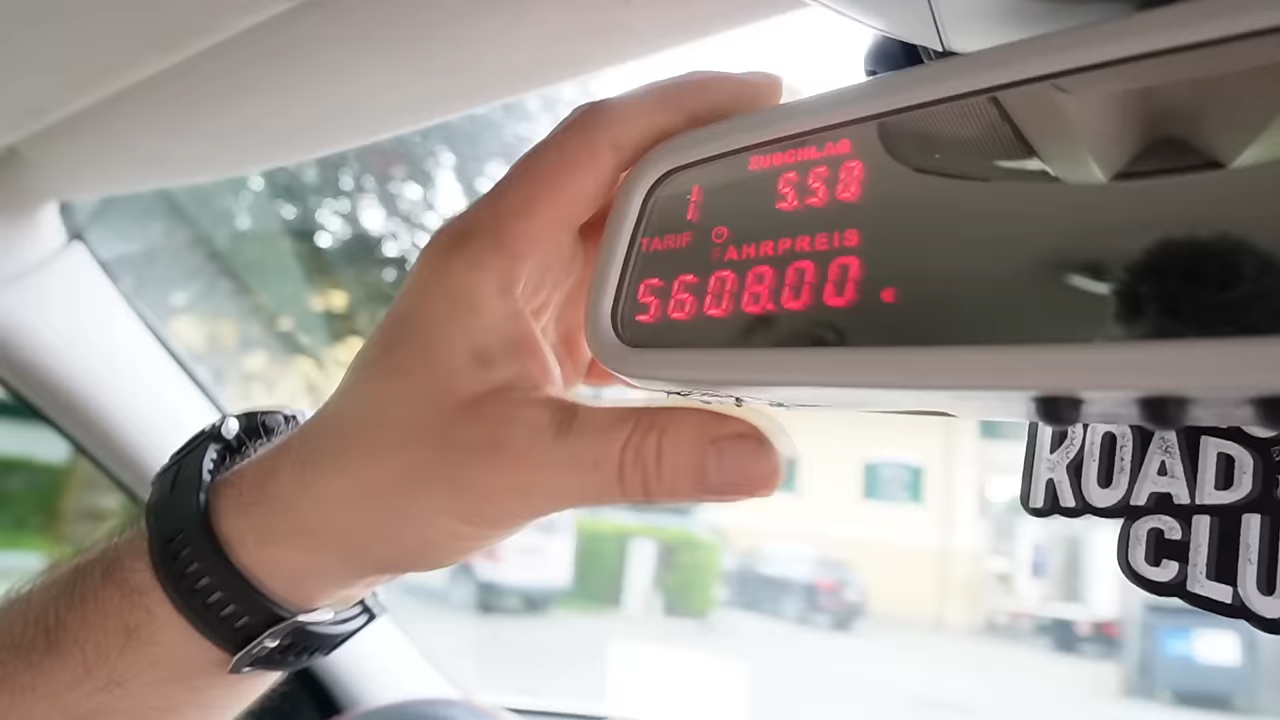 ZUSCHLAG
1 5.50
TARIF
FAHRPREIS
5608.00 €
ROAD
CLU